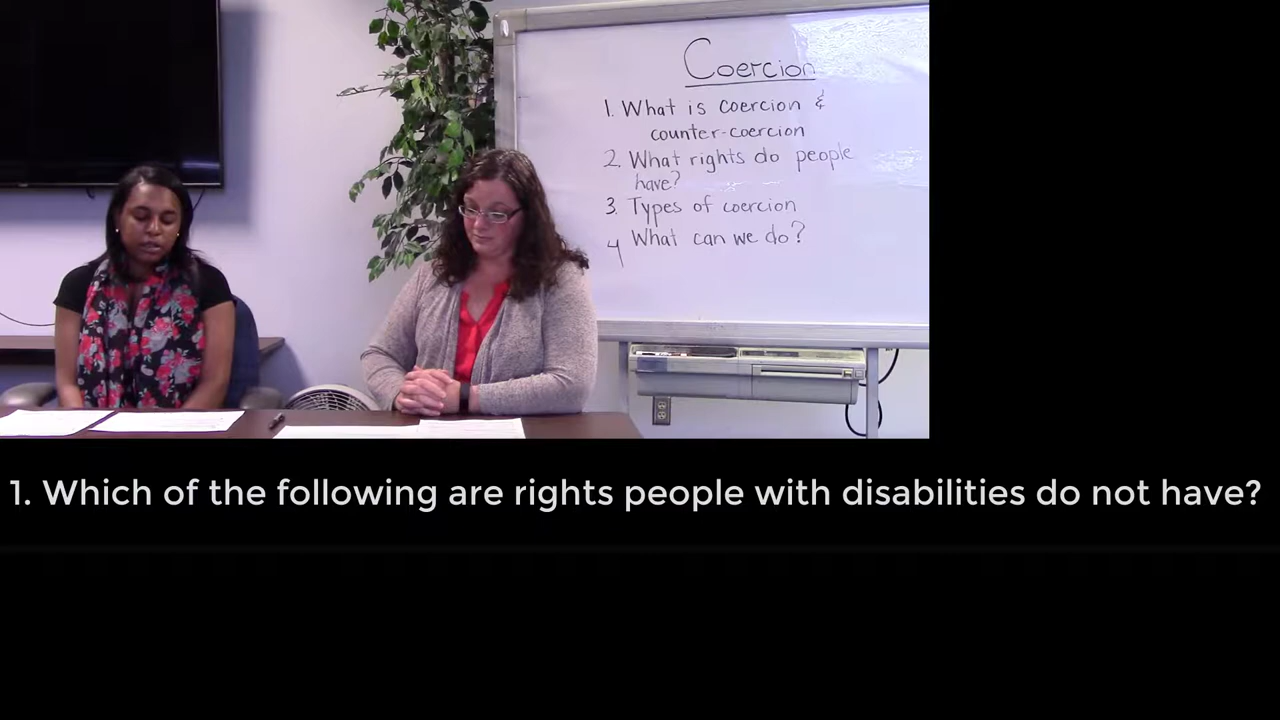 Coercion
1. What is coercion &
counter-coercion
2. What rights do people
have?
3. Types of coercion
4 What can we do?
1. Which of the following are rights people with disabilities do not have?